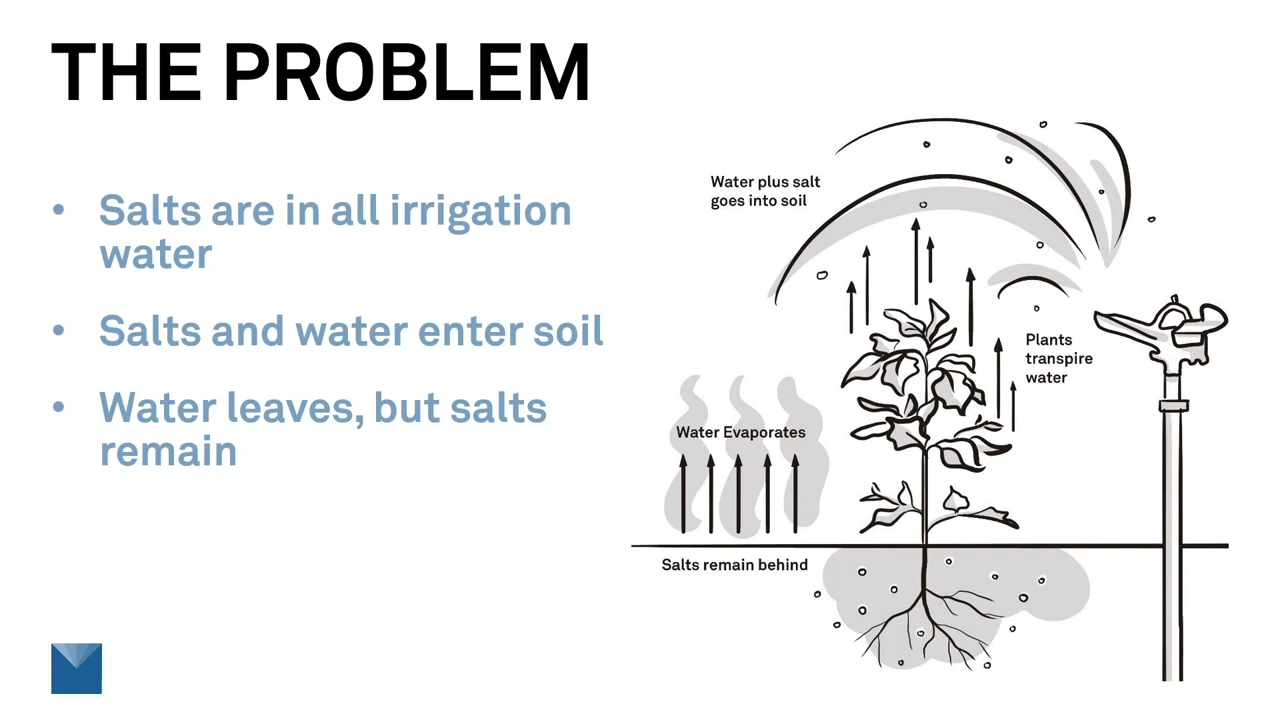 THE PROBLEM
• Salts are in all irrigation
water
• Salts and water enter soil
• Water leaves, but salts
remain
Water plus salt
goes into soil
Plants
transpire
water
Water Evaporates
Salts remain behind